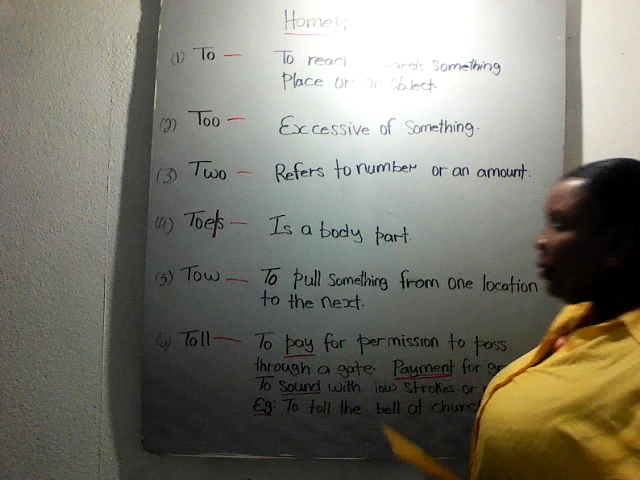 (1) To — To reach wards something
Place or an object.
(2) Too — Excessive of something.
(3) Two — Refers to number or an amount.
(4) Toe/s — Is a body part.
(5) Tow — To pull something from one location
to the next.
(6) Toll — To pay for permission to pass
through a gate. Payment for
To sound with low strokes or
Eg: To toll the bell at church